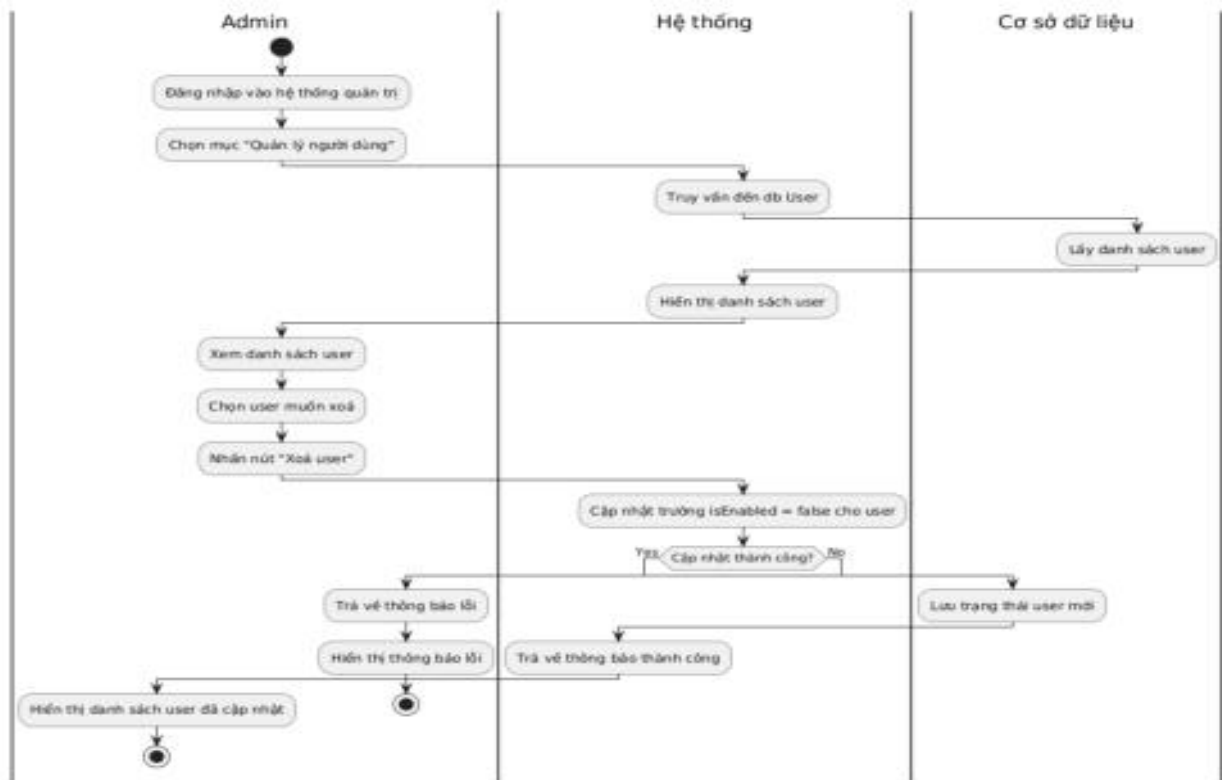 Admin
Hệ thống
Cơ sở dữ liệu
Đăng nhập vào hệ thống quản trị
Chọn mục "Quản lý người dùng"
Truy vấn đến db User
Lấy danh sách user
Hiển thị danh sách user
Xem danh sách user
Chọn user muốn xoá
Nhấn nút "Xoá user"
Cập nhật trường isEnabled = false cho user
Yes
Cập nhật thành công?
No
Trả về thông báo lỗi
Lưu trạng thái user mới
Hiển thị thông báo lỗi
Trả về thông báo thành công
Hiển thị danh sách user đã cập nhật